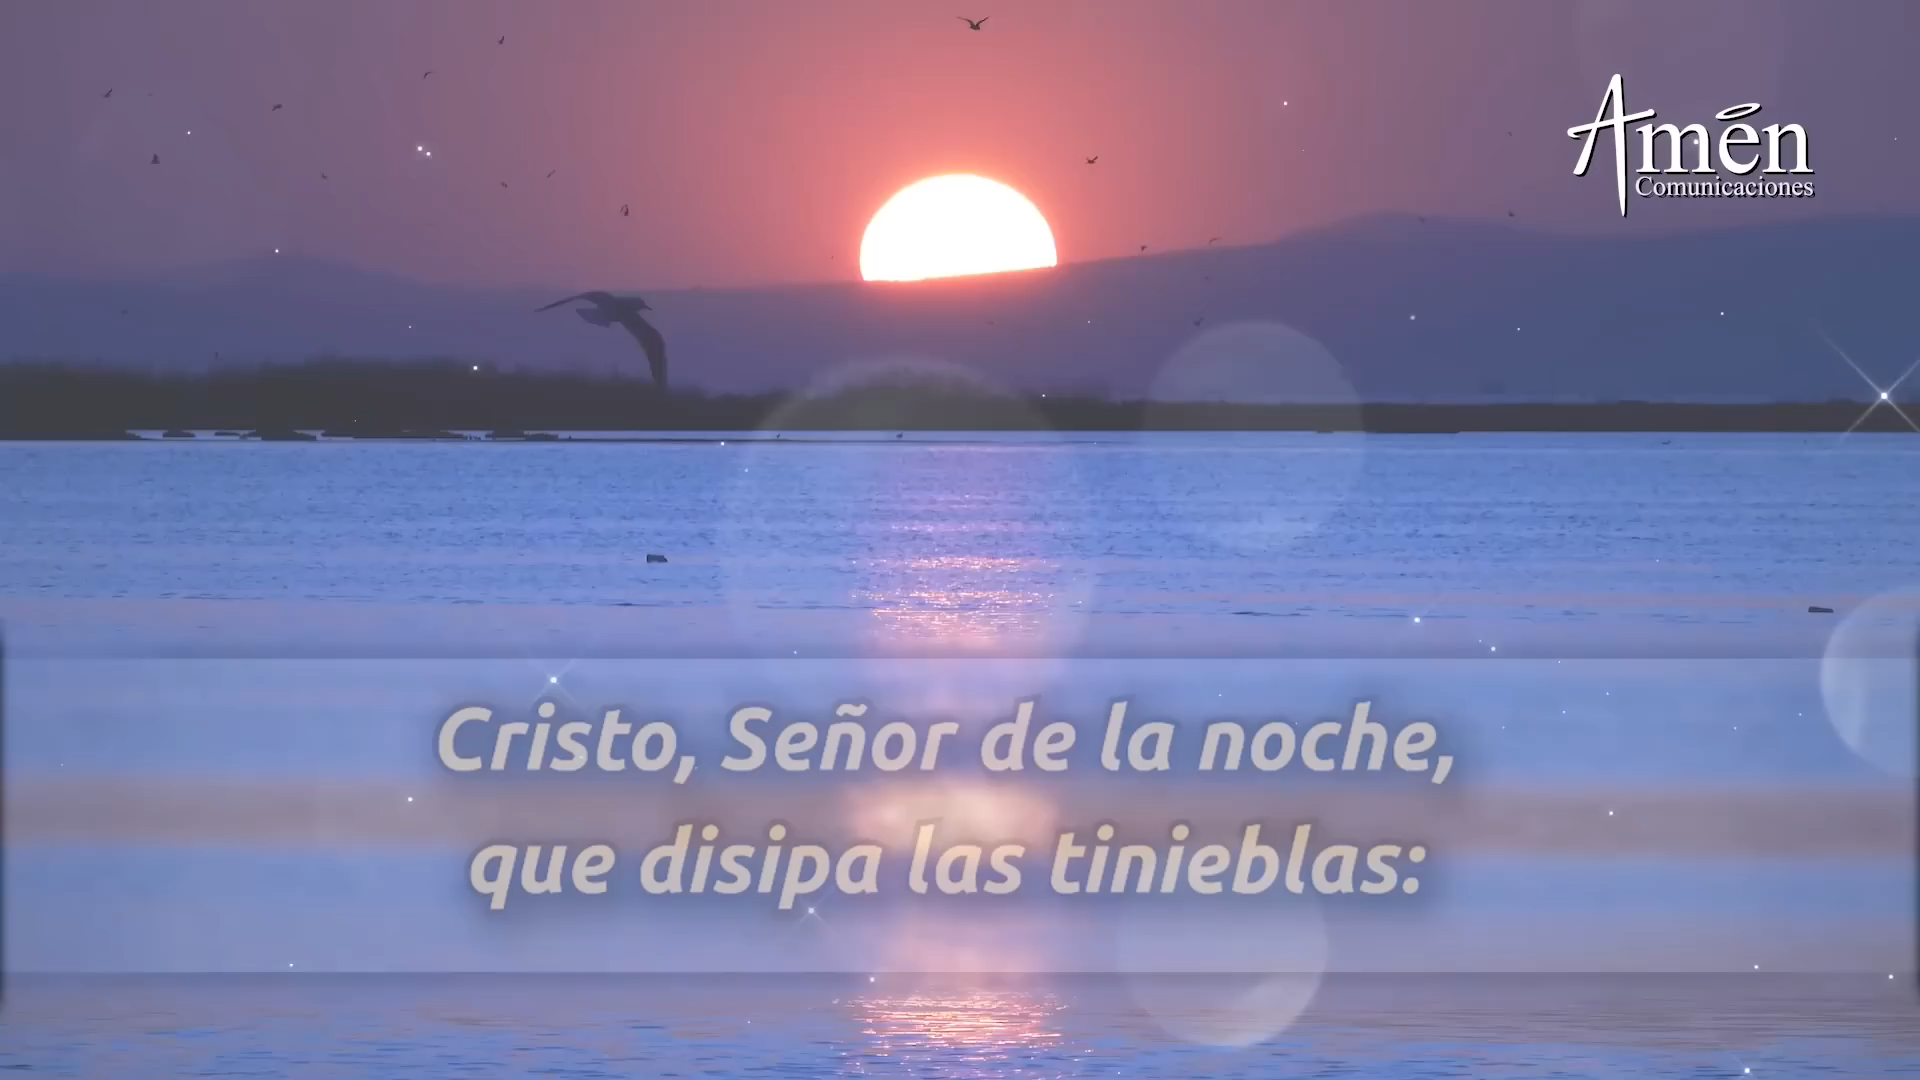 Amén
Comunicaciones
Cristo, Señor de la noche,
que disipa las tinieblas: